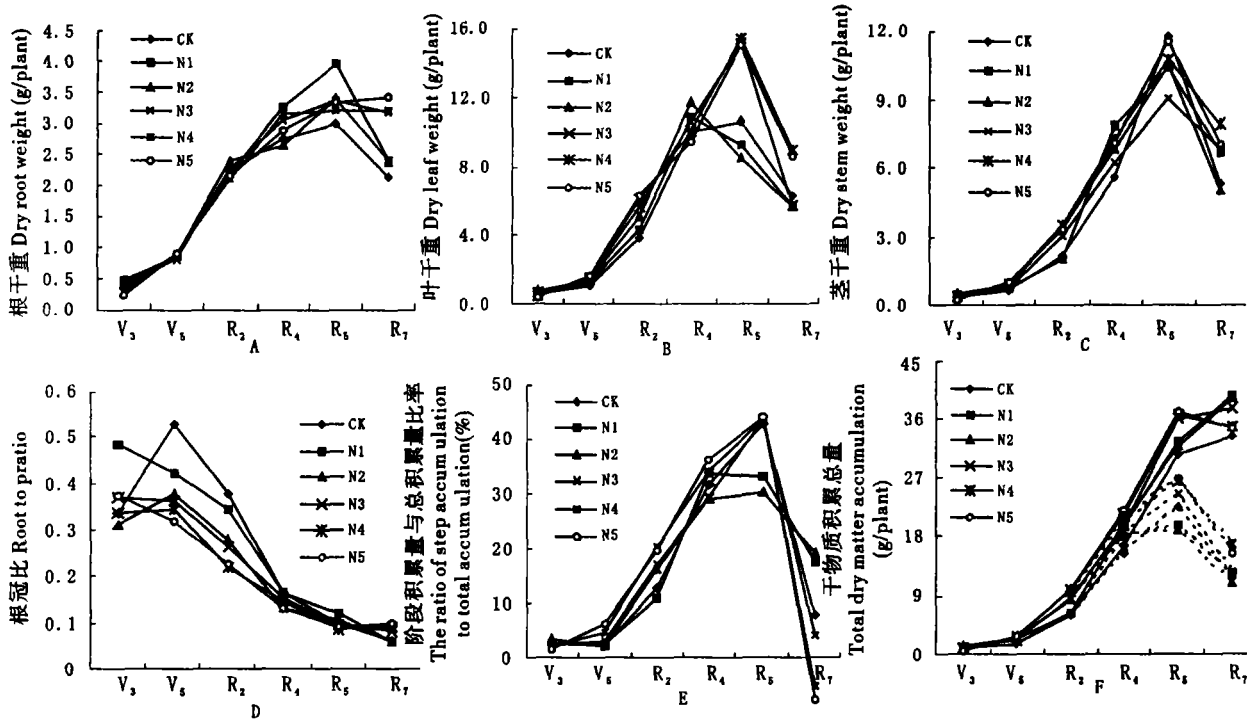 根干重 Dry root weight (g/plant)
4.5
4.0
3.5
3.0
2.5
2.0
1.5
1.0
0.5
0.0
CK
N1
N2
N3
N4
N5
V3 V5 R2 R4 R5 R7
A
叶干重 Dry leaf weight (g/plant)
16.0
12.0
8.0
4.0
0.0
CK
N1
N2
N3
N4
N5
V3 V5 R2 R4 R5 R7
B
茎干重 Dry stem weight (g/plant)
12.0
9.0
6.0
3.0
0.0
CK
N1
N2
N3
N4
N5
V3 V5 R2 R4 R5 R7
C
根冠比 Root to pratio
0.6
0.5
0.4
0.3
0.2
0.1
0
CK
N1
N2
N3
N4
N5
V3 V5 R2 R4 R5 R7
D
阶段积累量与总积累量比率
The ratio of step accumulation
to total accumulation(%)
50
40
30
20
10
0
CK
N1
N2
N3
N4
N5
V3 V5 R2 R4 R5 R7
E
干物质积累总量
Total dry matter accumulation
(g/plant)
45
36
27
18
9
0
CK
N1
N2
N3
N4
N5
V3 V5 R2 R4 R5 R7
F